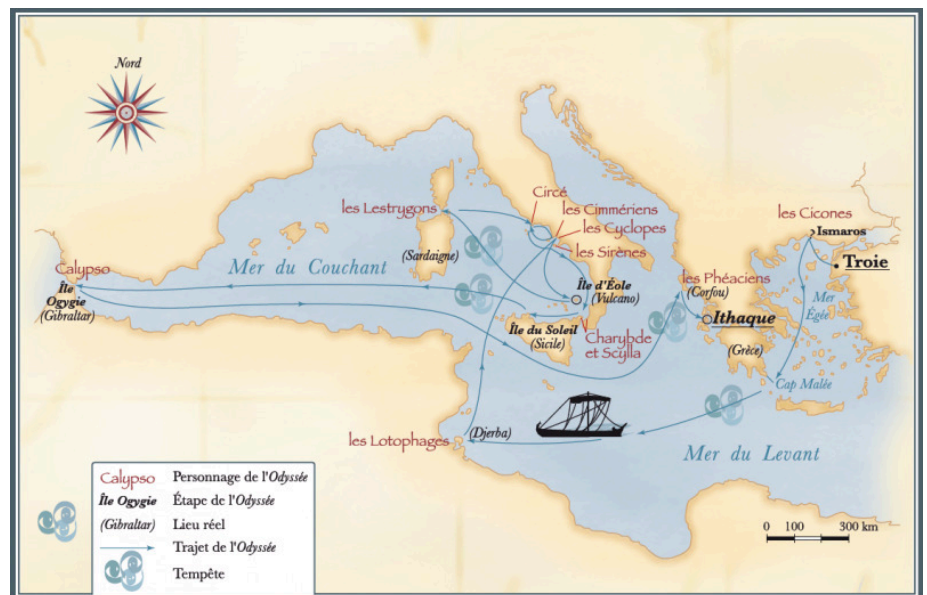 Nord
Circé
les Lestrygons
les Cimmériens
les Cyclopes
les Sirènes
les Cicones
Ismaros
Troie
(Sardaigne)
Mer du Couchant
Calypso
Île
Ogygie
(Gibraltar)
Île d'Éole
(Vulcano)
les Phéaciens
(Corfou)
Ithaque
(Grèce)
Mer
Égée
Île du Soleil
(Sicile)
Charybde
et Scylla
Cap Malée
les Lotophages
(Djerba)
Mer du Levant
Calypso Personnage de l'Odyssée
Île Ogygie Étape de l'Odyssée
(Gibraltar) Lieu réel
Trajet de l'Odyssée
Tempête
0 100 300 km